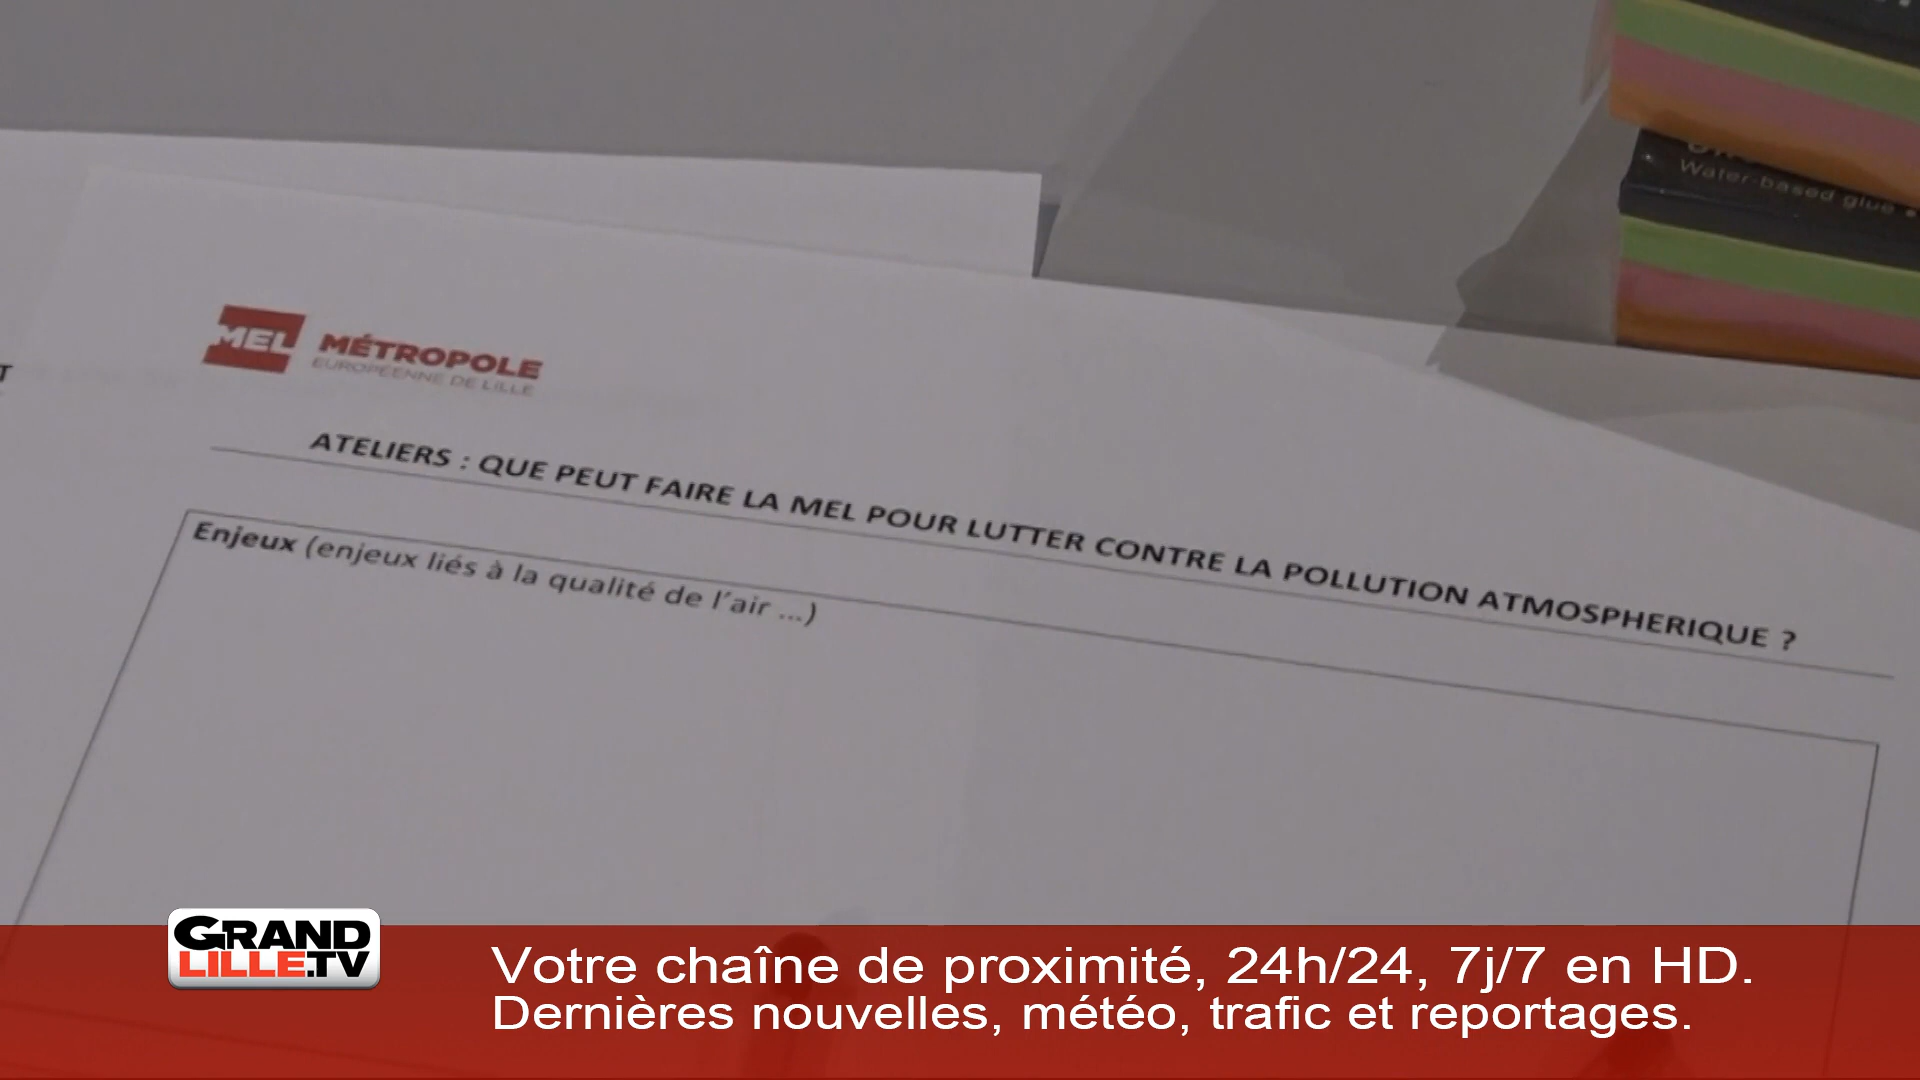 Water-based glue
MEL MÉTROPOLE
EUROPÉENNE DE LILLE
T
ATELIERS : QUE PEUT FAIRE LA MEL POUR LUTTER CONTRE LA POLLUTION ATMOSPHERIQUE ?
Enjeux (enjeux liés à la qualité de l'air ...)
GRAND
LILLE.TV
Votre chaîne de proximité, 24h/24, 7j/7 en HD.
Dernières nouvelles, météo, trafic et reportages.